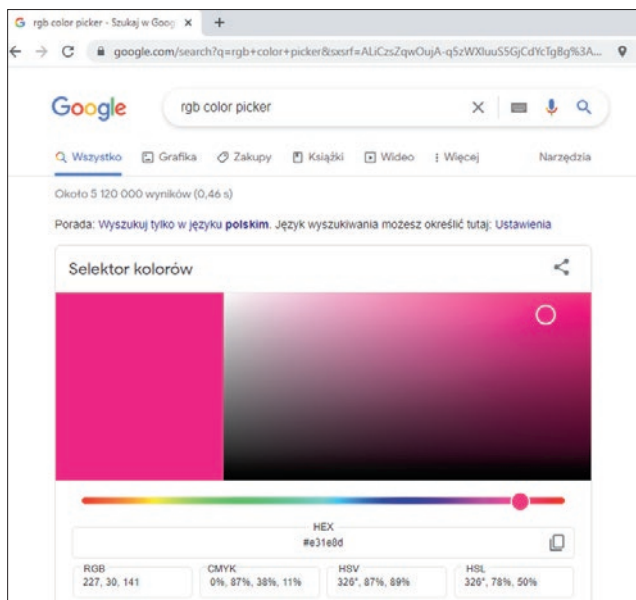 rgb color picker - Szukaj w Goog
google.com/search?q=rgb+color+picker&sxsrf=ALiCzsZqwOujA-q5zWXIuuS5GjCdYcTgBg%3A...
Google
rgb color picker
Wszystko Grafika Zakupy Książki Wideo Więcej Narzędzia
Około 5 120 000 wyników (0,46 s)
Porada: Wyszukuj tylko w języku polskim. Język wyszukiwania możesz określić tutaj: Ustawienia
Selektor kolorów
HEX
#e31e8d
RGB CMYK HSV HSL
227, 30, 141 0%, 87%, 38%, 11% 326°, 87%, 89% 326°, 78%, 50%